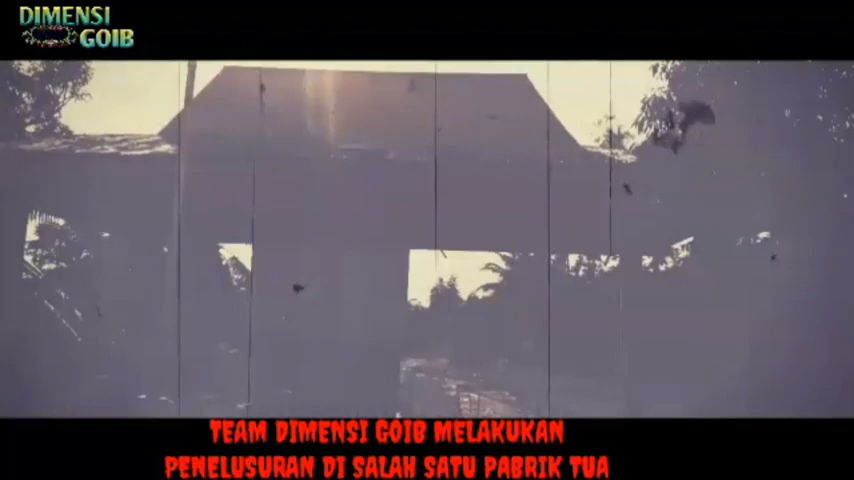 DIMENSI
GOIB
TEAM DIMENSI GOIB MELAKUKAN
PENELUSURAN DI SALAH SATU PABRIK TUA